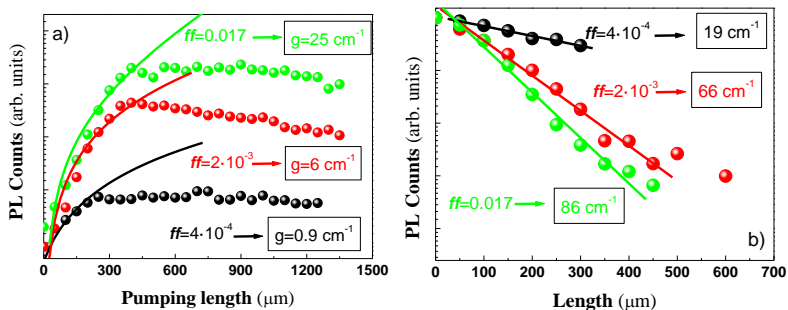 a)
ff=0.017 g=25 cm⁻¹
ff=2·10⁻³ g=6 cm⁻¹
ff=4·10⁻⁴ g=0.9 cm⁻¹
PL Counts (arb. units)
0 300 600 900 1200 1500
Pumping length (μm)
ff=4·10⁻⁴ 19 cm⁻¹
ff=2·10⁻³ 66 cm⁻¹
ff=0.017 86 cm⁻¹
b)
PL Counts (arb. units)
0 100 200 300 400 500 600 700
Length (μm)